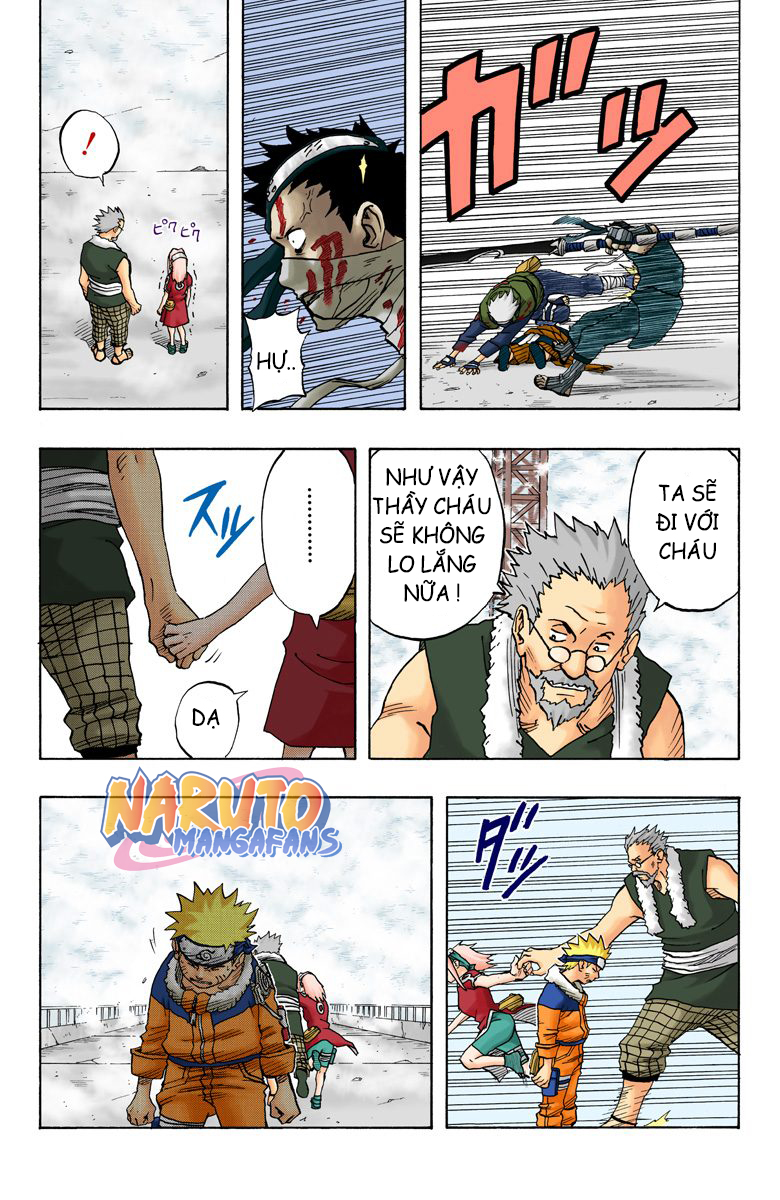 !
ピク
ピク
HỰ..
ガッ
NHƯ VẬY
THẦY CHÁU
SẼ KHÔNG
LO LẮNG
NỮA !
TA SẼ
ĐI VỚI
CHÁU
.........
スルッ
DẠ
NARUTO
MANGAFANS
ダッ